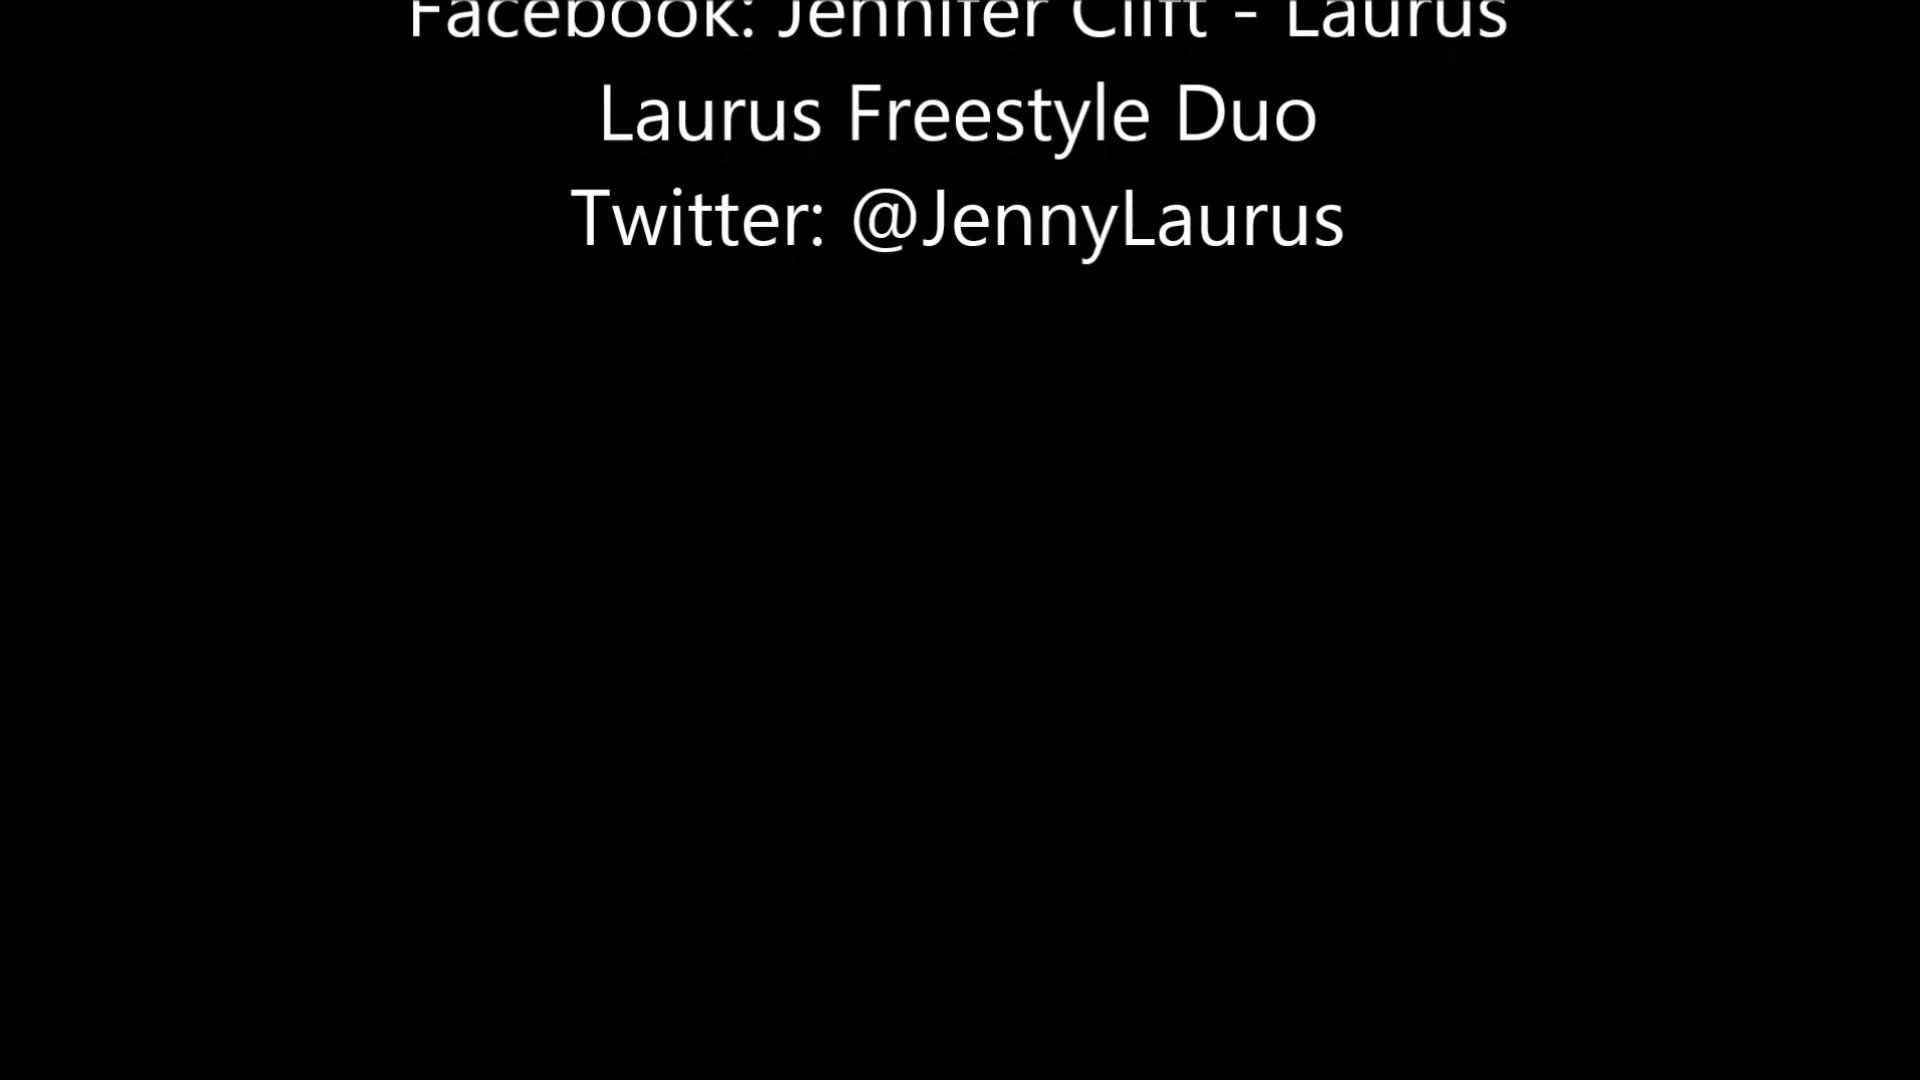 Facebook: Jennifer Clift - Laurus
Laurus Freestyle Duo
Twitter: @JennyLaurus